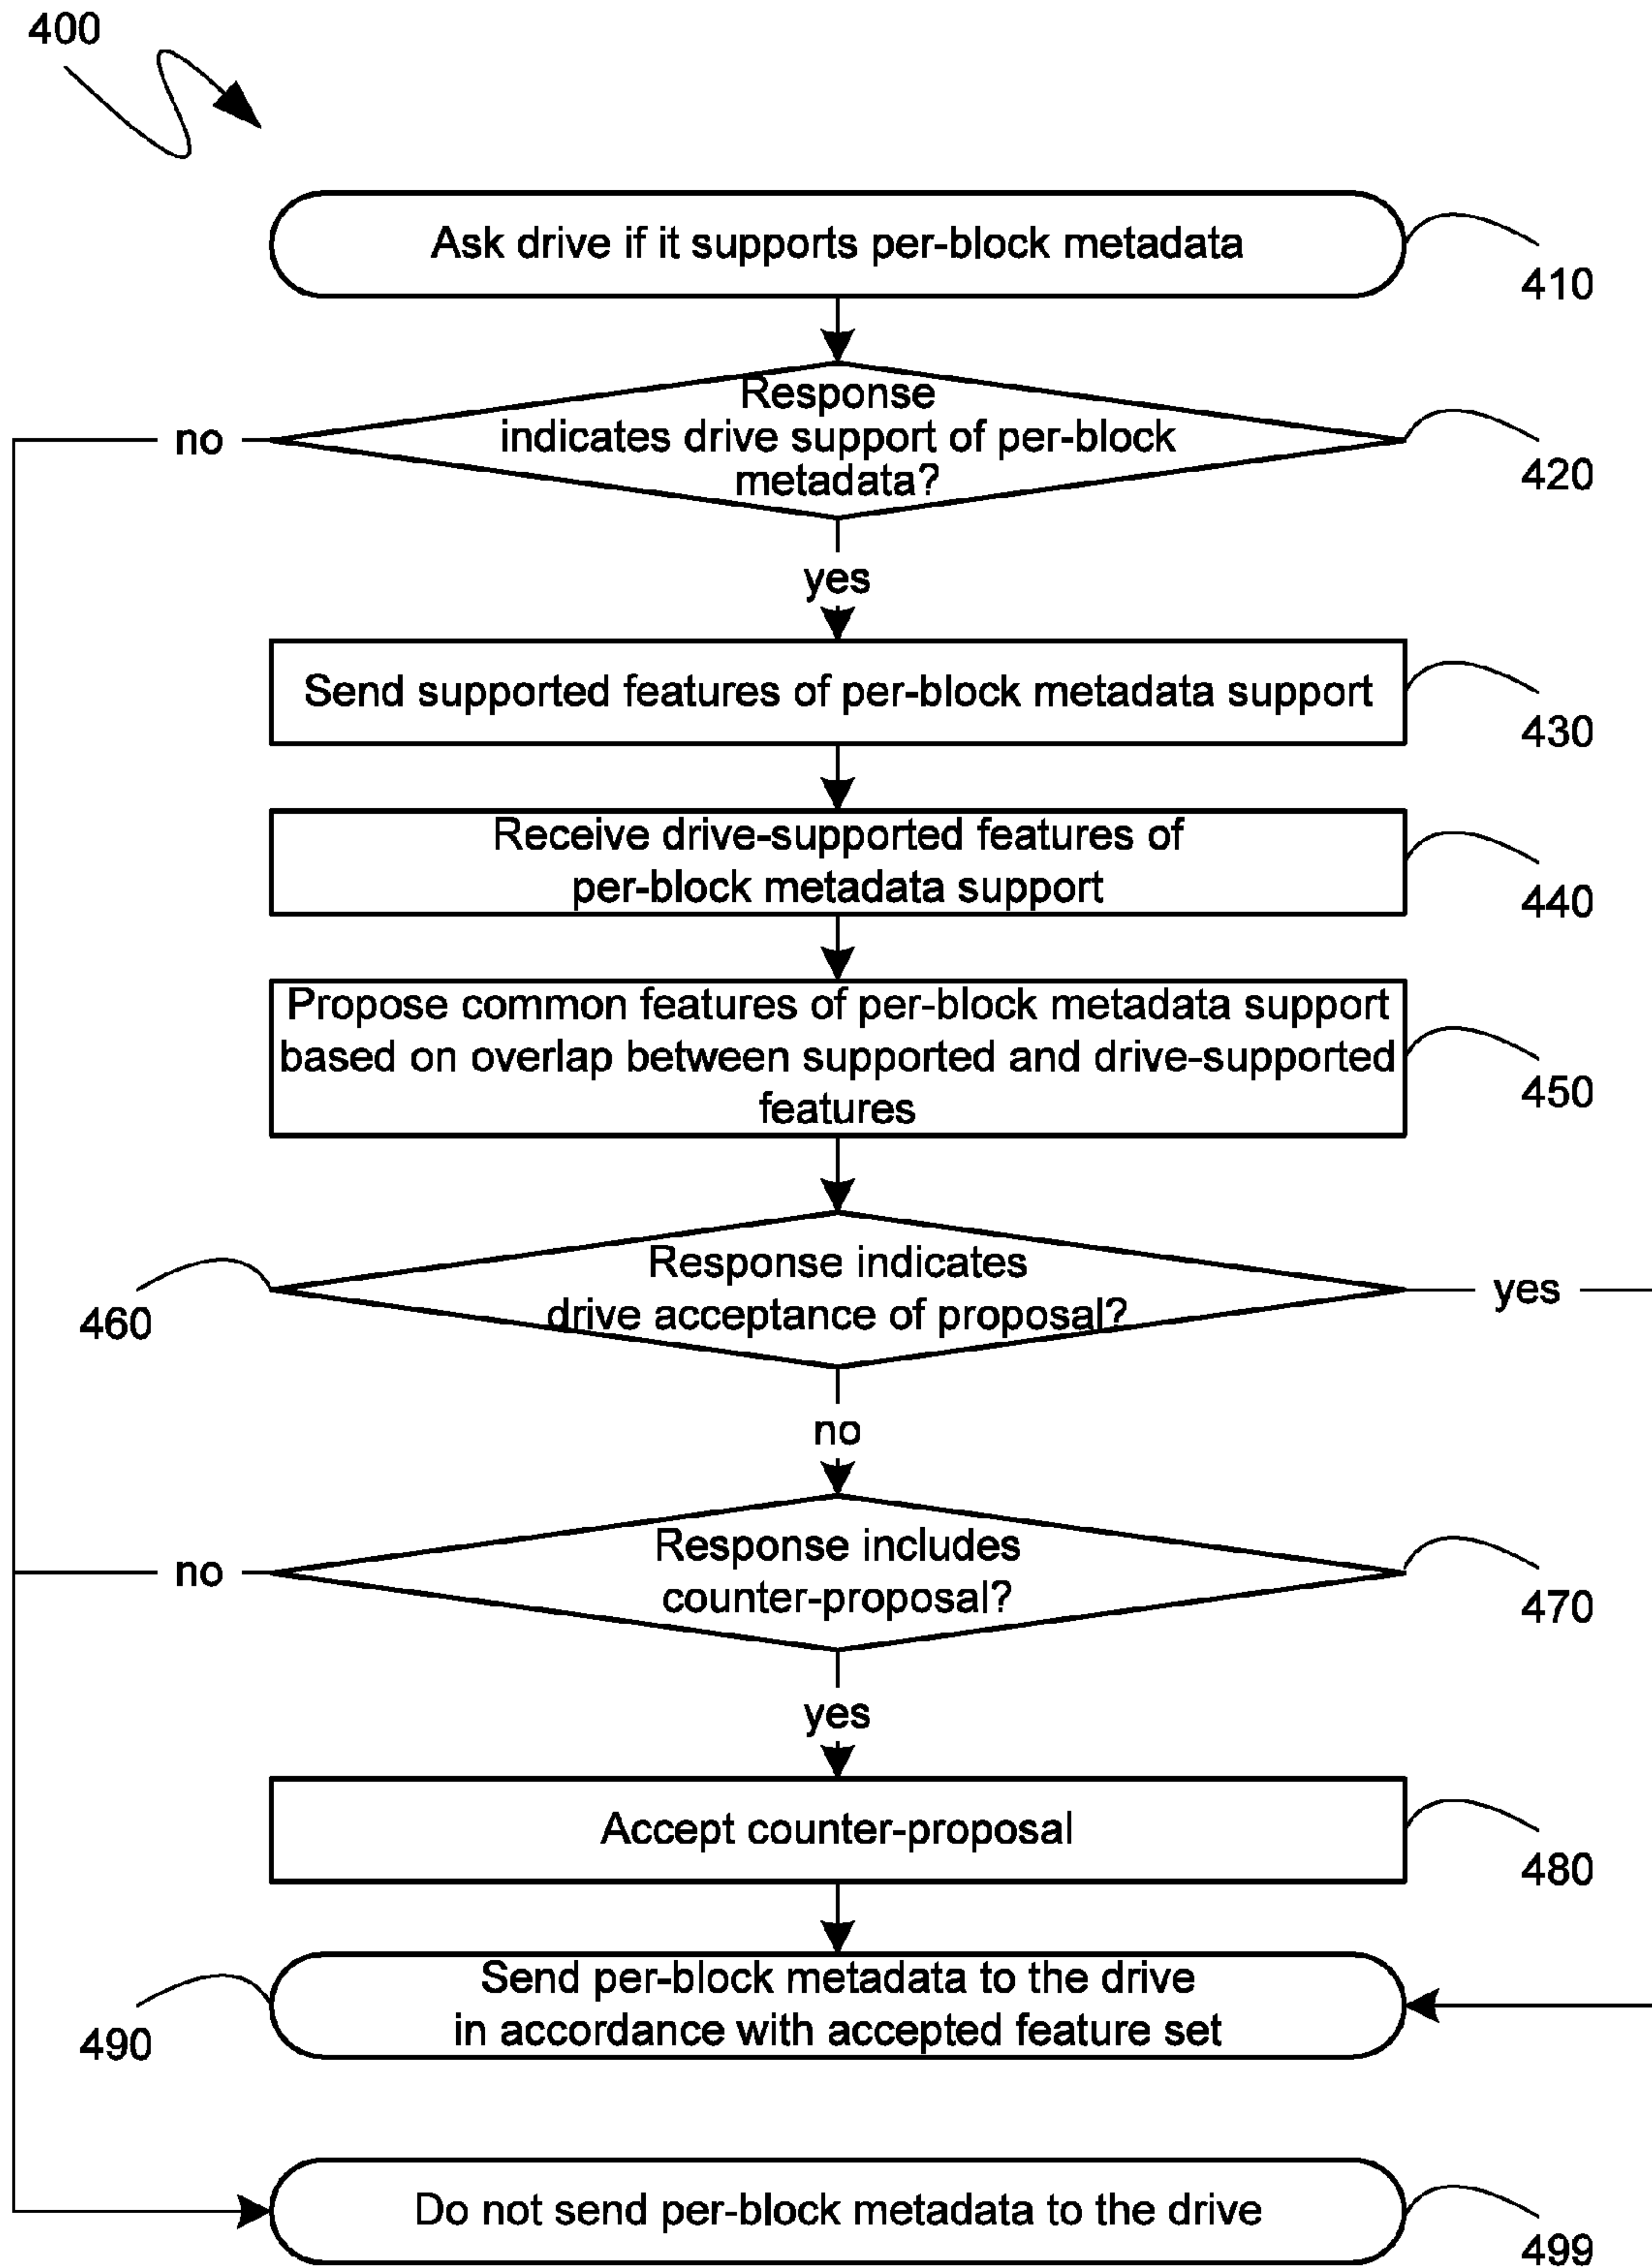 400
Ask drive if it supports per-block metadata
410
Response
indicates drive support of per-block
metadata?
420
no
yes
Send supported features of per-block metadata support
430
Receive drive-supported features of
per-block metadata support
440
Propose common features of per-block metadata support
based on overlap between supported and drive-supported
features
450
Response indicates
drive acceptance of proposal?
460
yes
no
Response includes
counter-proposal?
470
no
yes
Accept counter-proposal
480
Send per-block metadata to the drive
in accordance with accepted feature set
490
Do not send per-block metadata to the drive
499